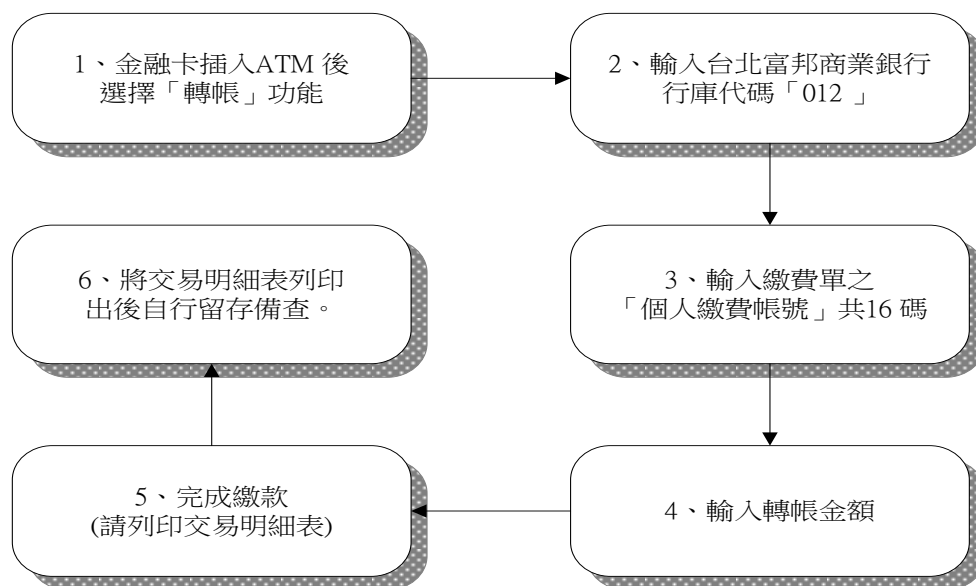 1、金融卡插入ATM 後
選擇「轉帳」功能
2、輸入台北富邦商業銀行
行庫代碼「012 」
3、輸入繳費單之
「個人繳費帳號」共16 碼
4、輸入轉帳金額
5、完成繳款
(請列印交易明細表)
6、將交易明細表列印
出後自行留存備查。